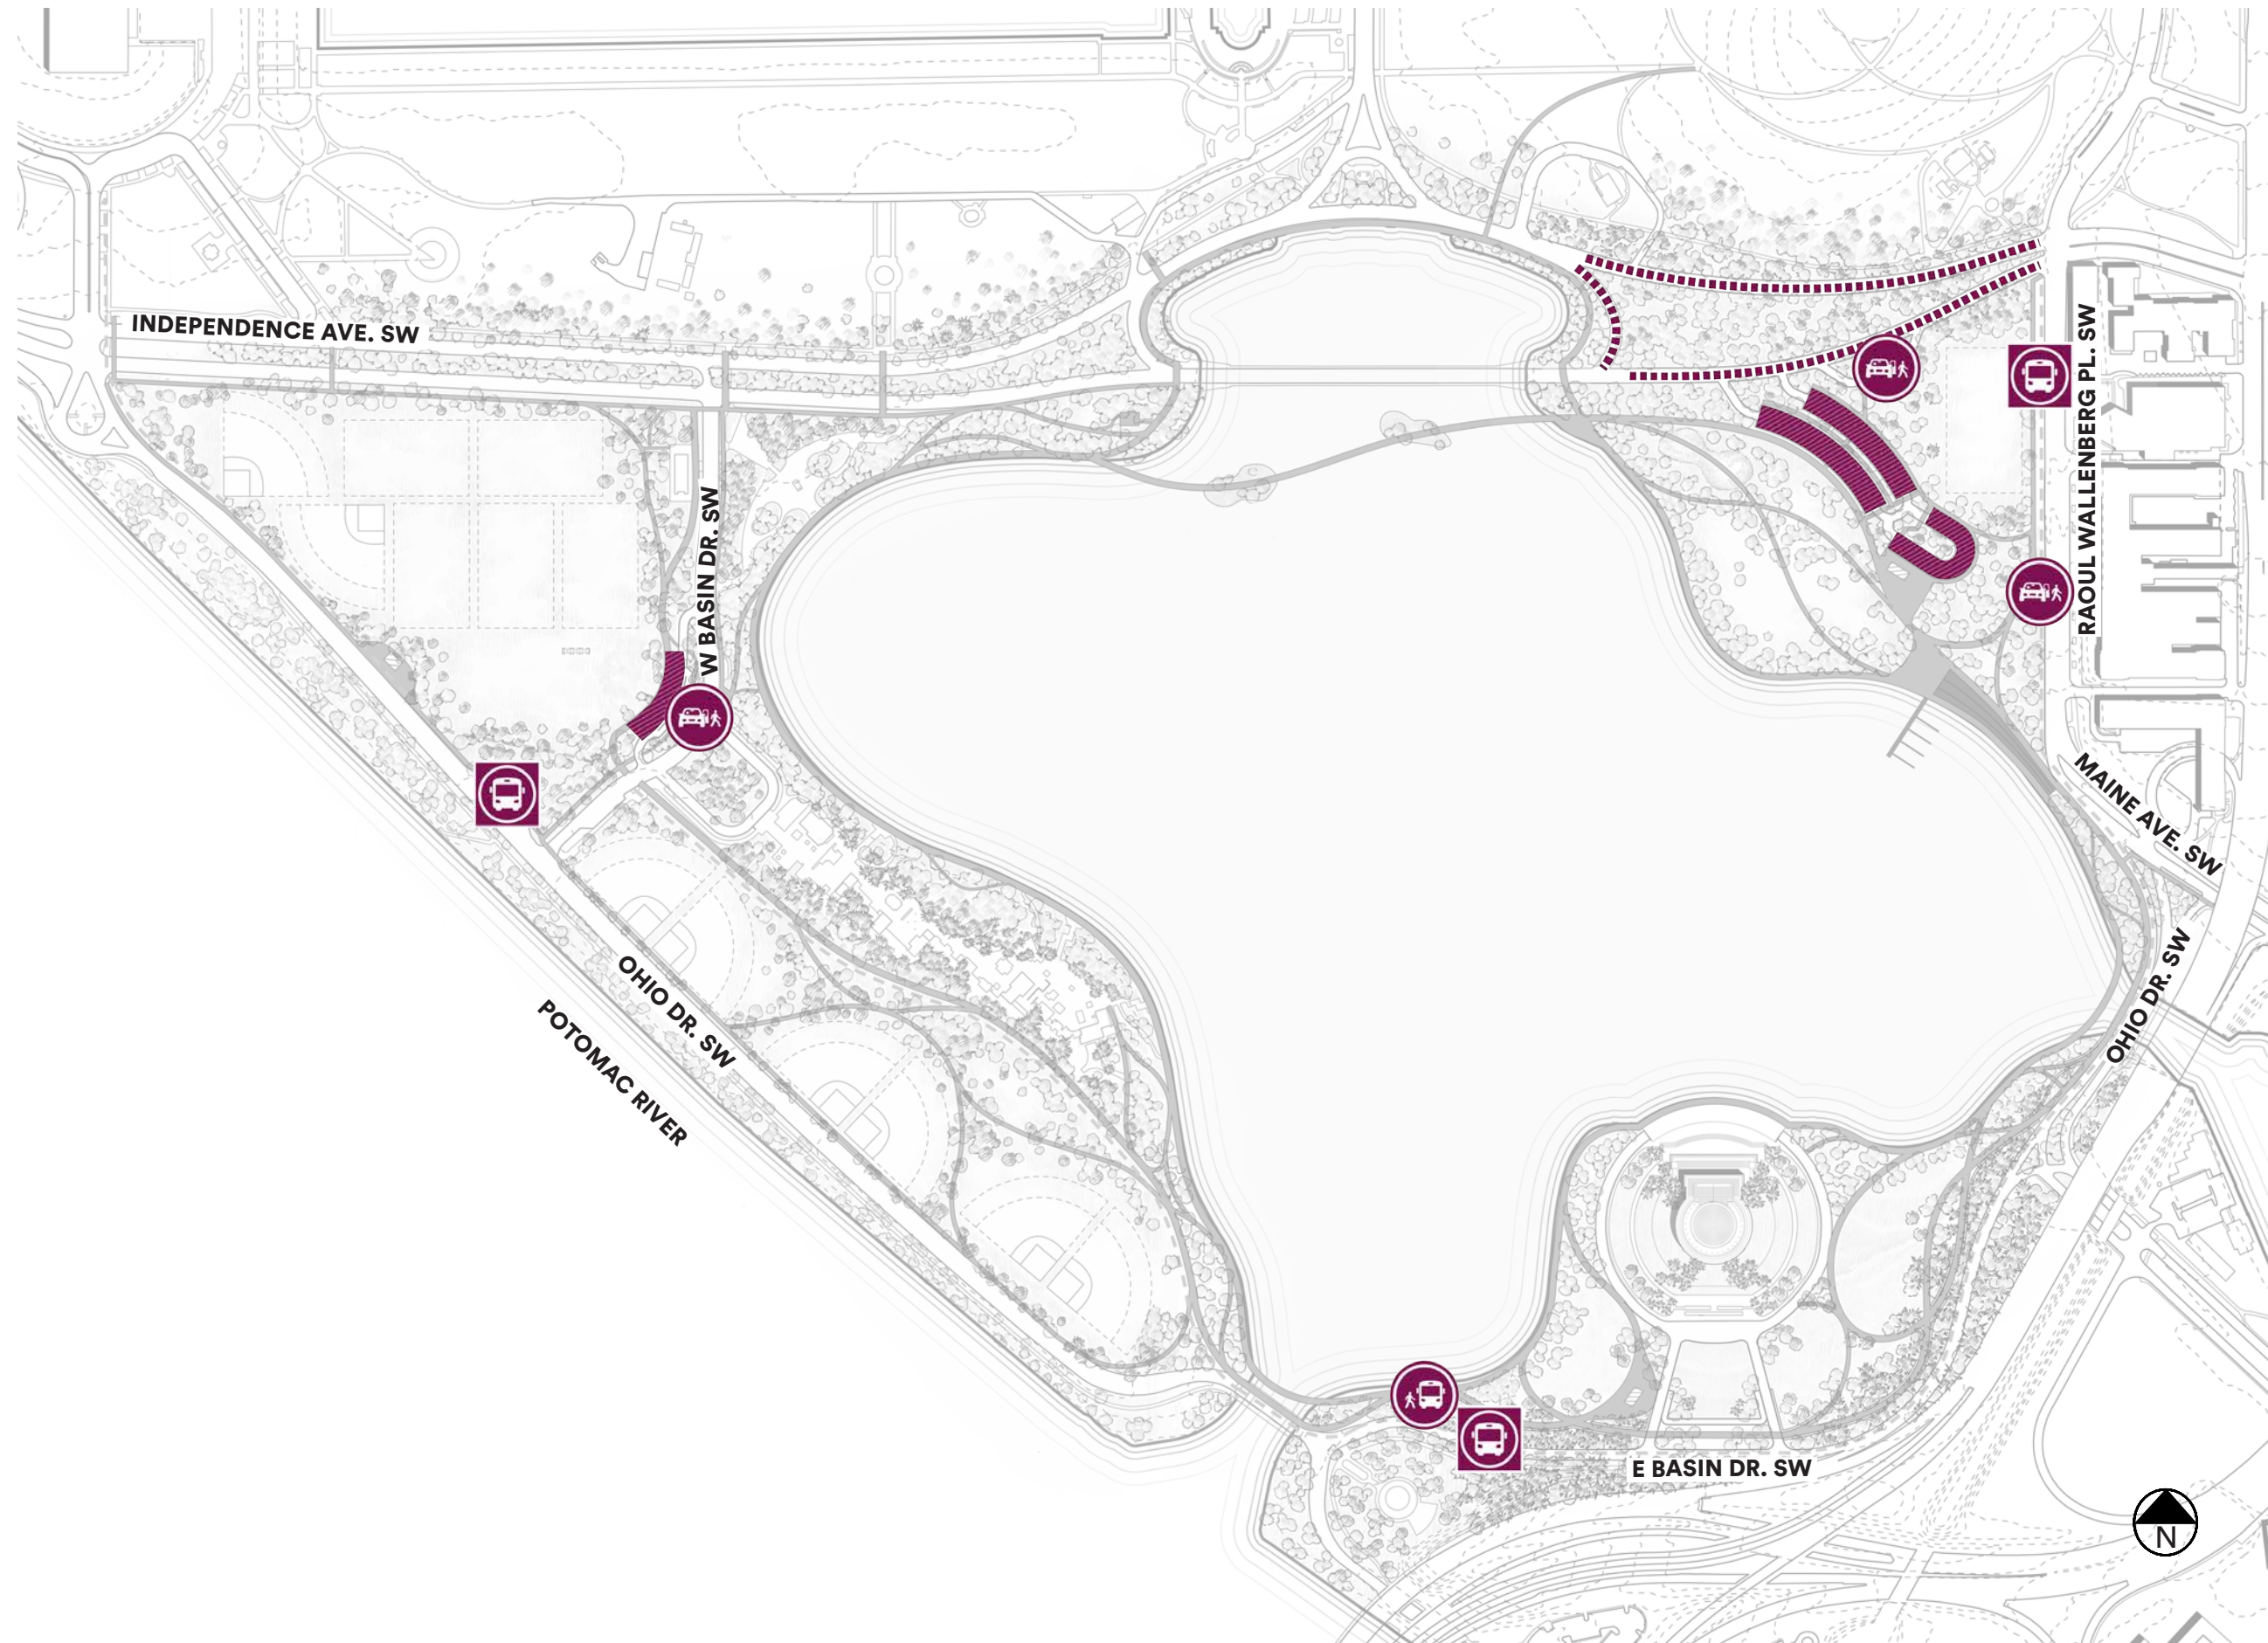 INDEPENDENCE AVE. SW
RAOUL WALLENBERG PL. SW
W BASIN DR. SW
MAINE AVE. SW
OHIO DR. SW
OHIO DR. SW
POTOMAC RIVER
E BASIN DR. SW
N